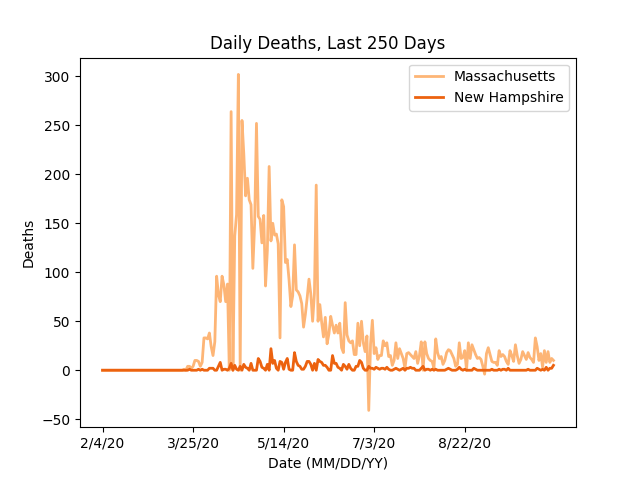 Daily Deaths, Last 250 Days
Massachusetts
New Hampshire
300
250
200
150
100
50
0
−50
Deaths
2/4/20 3/25/20 5/14/20 7/3/20 8/22/20
Date (MM/DD/YY)